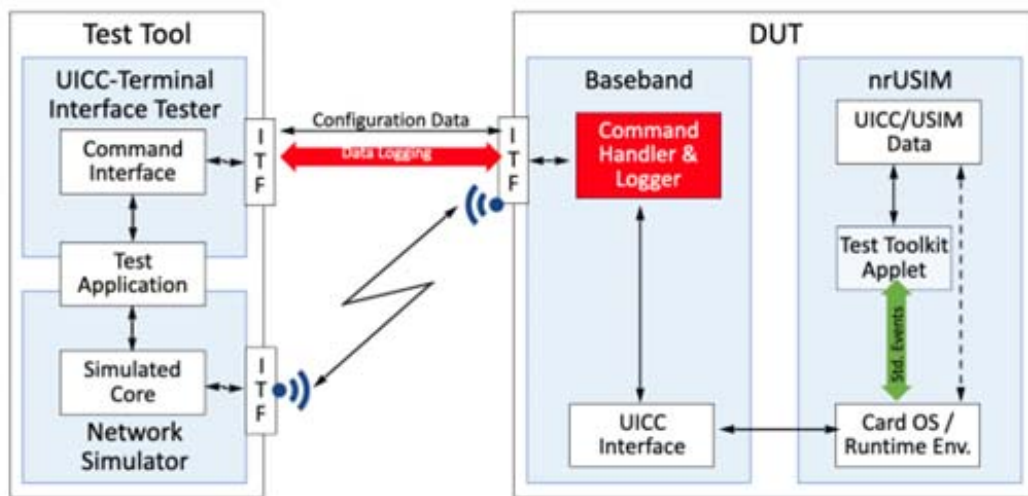 Test Tool
UICC-Terminal
Interface Tester
Command
Interface
Test
Application
Simulated
Core
Network
Simulator
I
T
F
I
T
F
Configuration Data
Data Logging
DUT
I
T
F
Baseband
Command
Handler &
Logger
UICC
Interface
nrUSIM
UICC/USIM
Data
Test Toolkit
Applet
Std. Events
Card OS /
Runtime Env.